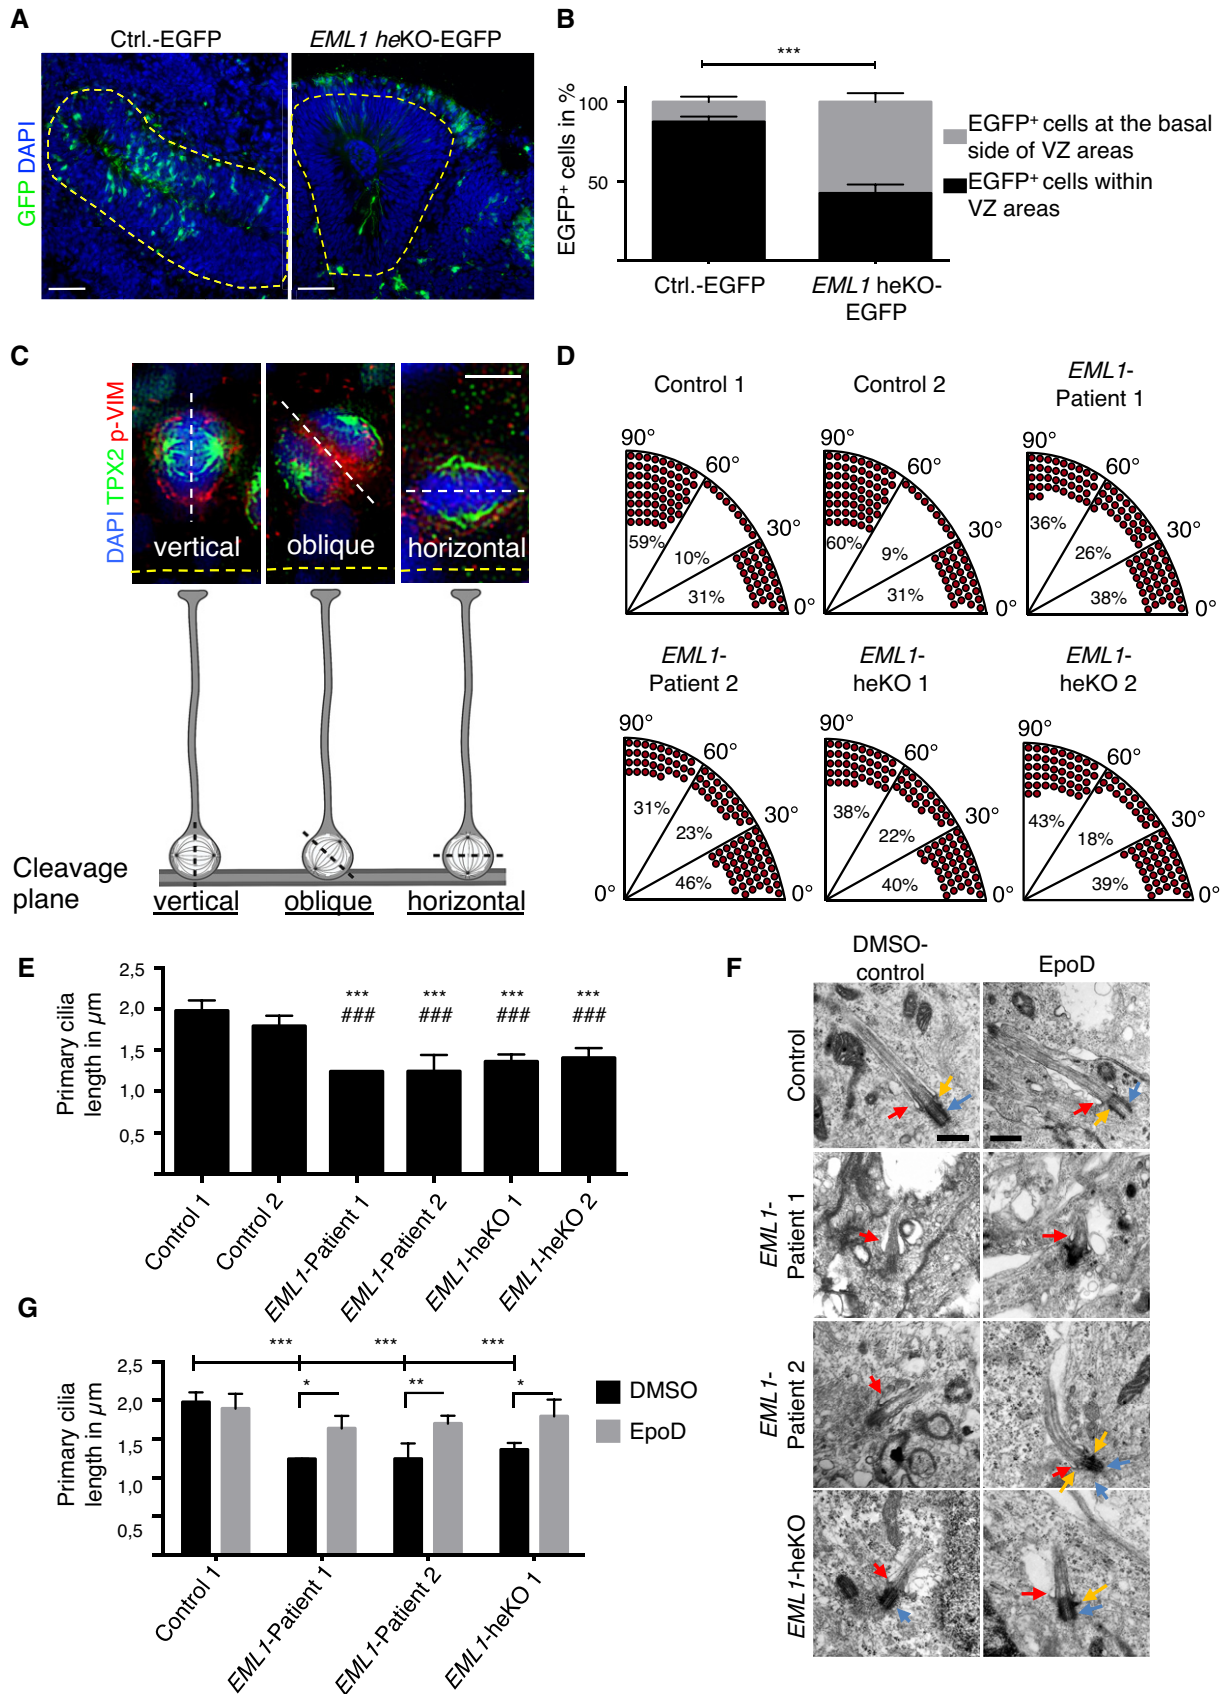 A
Ctrl.-EGFP
EML1 heKO-EGFP
GFP DAPI
B
***
100
50
EGFP⁺ cells in %
Ctrl.-EGFP
EML1 heKO-
EGFP
EGFP⁺ cells at the basal
side of VZ areas
EGFP⁺ cells within
VZ areas
C
DAPI TPX2 p-VIM
vertical
oblique
horizontal
Cleavage
plane
vertical
oblique
horizontal
D
Control 1
90°
60°
30°
0°
59%
10%
31%
Control 2
90°
60°
30°
0°
60%
9%
31%
EML1-
Patient 1
90°
60°
30°
0°
36%
26%
38%
EML1-
Patient 2
90°
60°
30°
0°
0°
31%
23%
46%
EML1-
heKO 1
90°
60°
30°
0°
38%
22%
40%
EML1-
heKO 2
90°
60°
30°
0°
43%
18%
39%
E
Primary cilia
length in µm
2,5
2,0
1,5
1,0
0,5
*** *** *** ***
### ### ### ###
Control 1
Control 2
EML1-Patient 1
EML1-Patient 2
EML1-heKO 1
EML1-heKO 2
F
DMSO-
control
EpoD
Control
EML1-
Patient 1
EML1-
Patient 2
EML1-heKO
G
Primary cilia
length in µm
2,5
2,0
1,5
1,0
0,5
*** *** ***
* ** *
DMSO
EpoD
Control 1
EML1-Patient 1
EML1-Patient 2
EML1-heKO 1